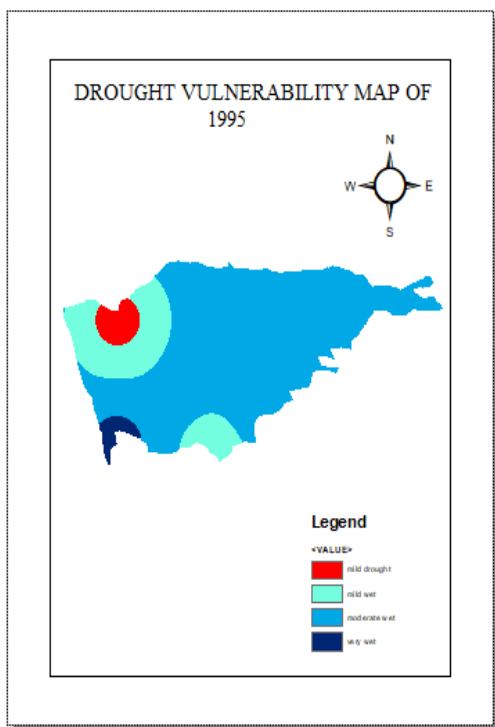 DROUGHT VULNERABILITY MAP OF
1995
N
W E
S
Legend
<VALUE>
mild drought
mild wet
moderate wet
very wet